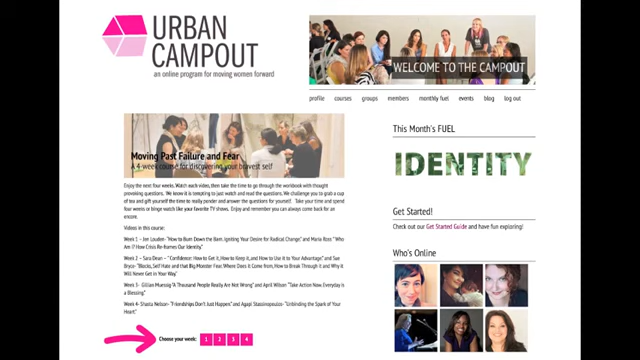 URBAN
CAMPOUT
an online program for moving women forward
WELCOME TO THE CAMPOUT
profile courses groups members monthly fuel events blog log out
Moving Past Failure and Fear
A 4-week course for discovering your bravest self
Enjoy the next four weeks. Watch each video, then take the time to go through the workbook with thought
provoking questions. We know it is tempting to just watch and read the questions. We challenge you to grab a
cup of tea and gift yourself the time to really ponder and answer the questions for yourself. Take your time and spend
four weeks or binge watch like your favorite TV shows. Enjoy and remember you can always come back for an
encore.
Videos in this course:
Week 1 - Jen Louden- "How to Burn Down the Barn: Igniting Your Desire for Radical Change" and Maria Ross "Who
Am I? How Crisis Re-frames Our Identity."
Week 2 - Sara Dean - "Confidence: How to Get it, How to Keep it, and How to Use it to Your Advantage" and Sue
Bryce- "Blocks, Self Hate and that Big Monster Fear: Where Does it Come From, How to Break Through it and Why it
Will Never Get in Your Way"
Week 3- Gillian Muessig "A Thousand People Really Are Not Wrong" and April Wilson "Take Action Now. Everyday is
a Blessing."
Week 4- Shasta Nelson- "Friendships Don't Just Happen," and Agapi Stassinopoulos- "Unbinding the Spark of Your
Heart."
Choose your week: 1 2 3 4
This Month's FUEL
IDENTITY
Get Started!
Check out our Get Started Guide and have fun exploring!
Who's Online